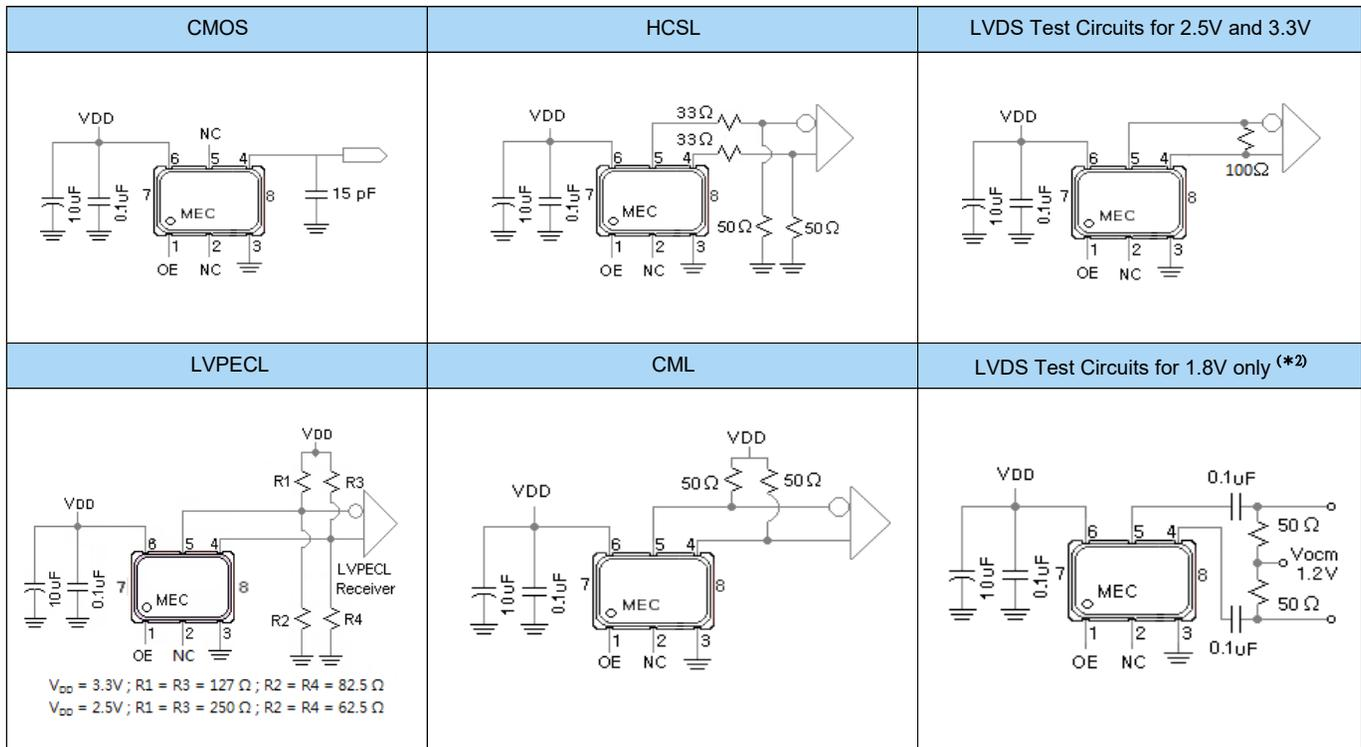 CMOS
HCSL
LVDS Test Circuits for 2.5V and 3.3V
VDD
NC
6 5 4
7 8
10uF
0.1uF
15 pF
MEC
1 2 3
OE NC
VDD
33Ω
33Ω
6 5 4
7 8
10uF
0.1uF
MEC
50Ω 50Ω
1 2 3
OE NC
VDD
6 5 4
100Ω
7 8
10uF
0.1uF
MEC
1 2 3
OE NC
LVPECL
CML
LVDS Test Circuits for 1.8V only (*2)
VDD
R1 R3
VDD
6 5 4
LVPECL
Receiver
7 8
10uF
0.1uF
MEC
R2 R4
1 2 3
OE NC
VDD = 3.3V ; R1 = R3 = 127 Ω ; R2 = R4 = 82.5 Ω
VDD = 2.5V ; R1 = R3 = 250 Ω ; R2 = R4 = 62.5 Ω
VDD
50Ω 50Ω
VDD
6 5 4
7 8
10uF
0.1uF
MEC
1 2 3
OE NC
VDD
0.1uF
6 5 4
50 Ω
Vocm
1.2V
7 8
10uF
0.1uF
MEC
50 Ω
0.1uF
1 2 3
OE NC